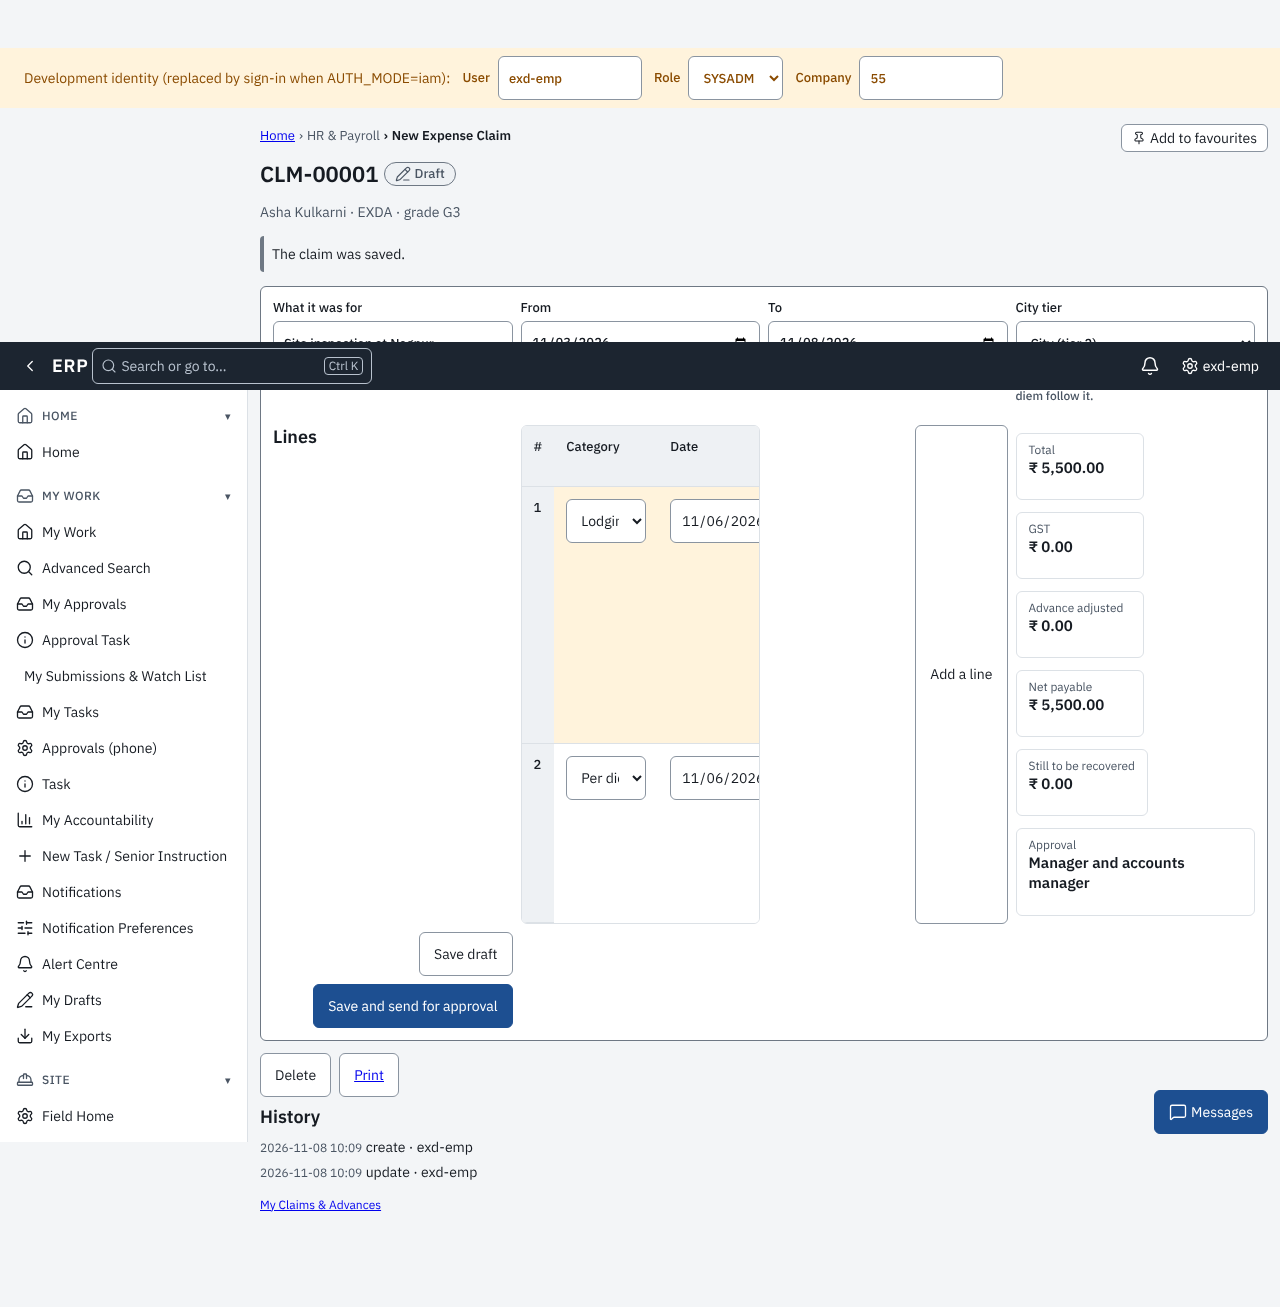 Development identity (replaced by sign-in when AUTH_MODE=iam): User exd-emp Role SYSADM Company 55
Home › HR & Payroll › New Expense Claim
Add to favourites
CLM-00001 Draft
Asha Kulkarni · EXDA · grade G3
The claim was saved.
What it was for From To City tier
ERP Search or go to... Ctrl K exd-emp
diem follow it.
HOME
Home
MY WORK
My Work
Advanced Search
My Approvals
Approval Task
My Submissions & Watch List
My Tasks
Approvals (phone)
Task
My Accountability
New Task / Senior Instruction
Notifications
Notification Preferences
Alert Centre
My Drafts
My Exports
SITE
Field Home
Lines
# Category Date
1 11/06/2026
2 11/06/2026
Add a line
Total
₹ 5,500.00
GST
₹ 0.00
Advance adjusted
₹ 0.00
Net payable
₹ 5,500.00
Still to be recovered
₹ 0.00
Approval
Manager and accounts
manager
Save draft
Save and send for approval
Delete Print
History
2026-11-08 10:09 create · exd-emp
2026-11-08 10:09 update · exd-emp
My Claims & Advances
Messages